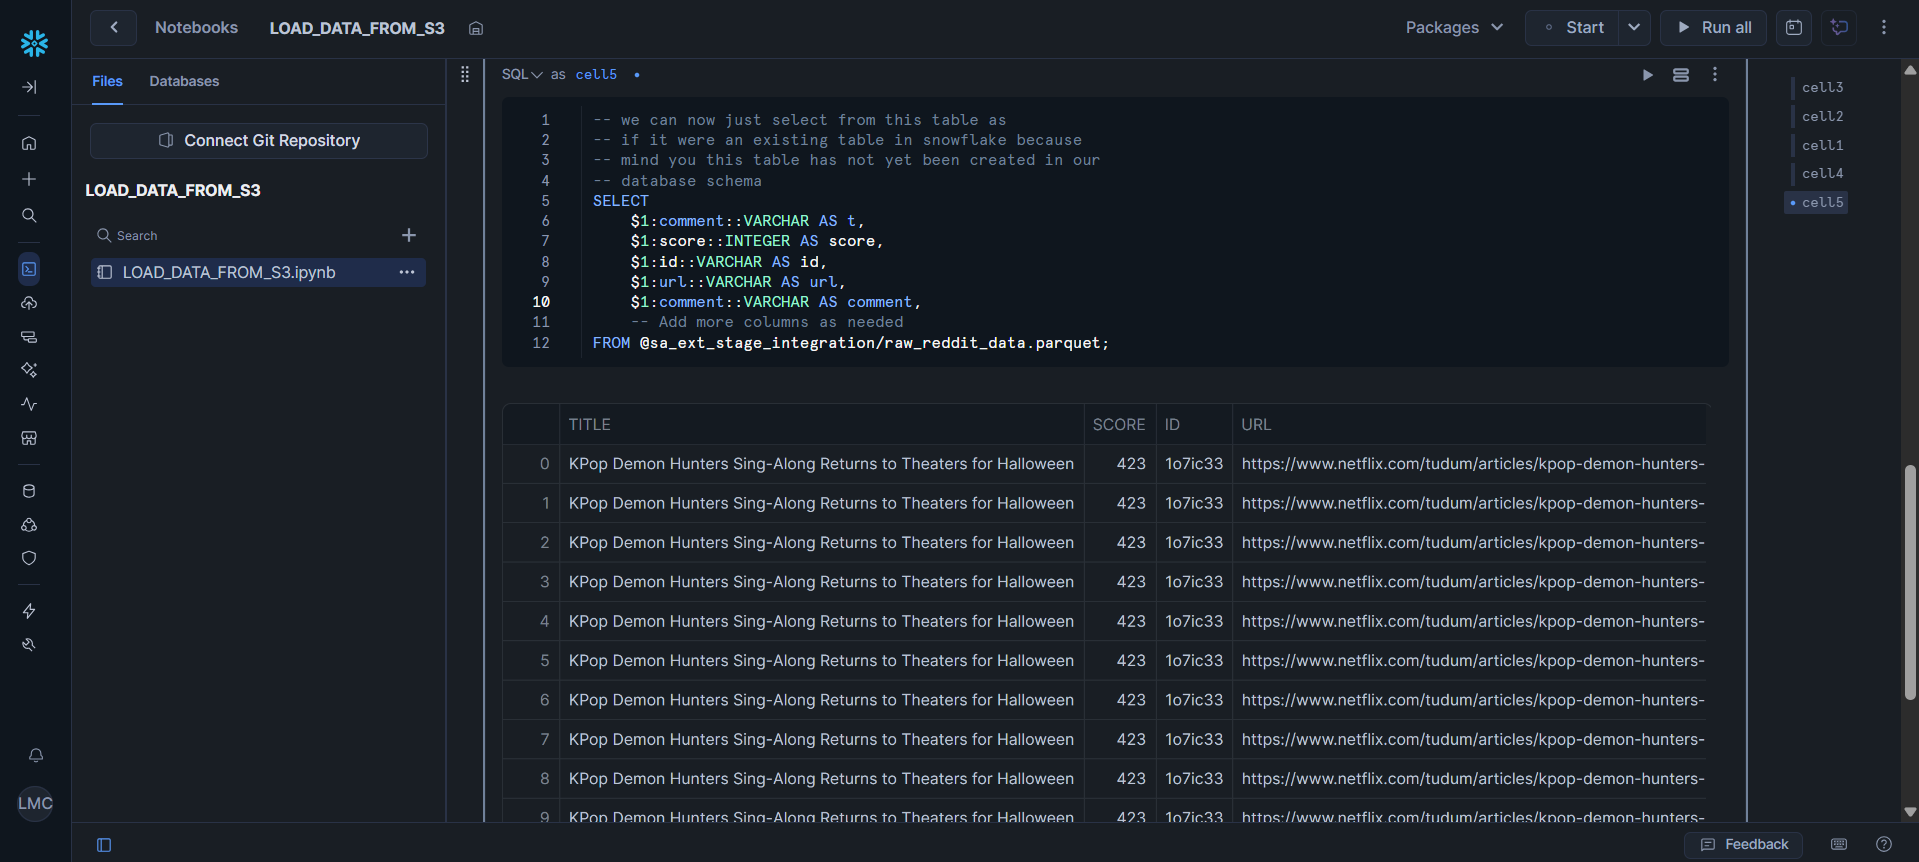 Notebooks
LOAD_DATA_FROM_S3
Packages
Start
Run all
Files
Databases
Connect Git Repository
LOAD_DATA_FROM_S3
Search
LOAD_DATA_FROM_S3.ipynb
LMC
SQL as cell5
1 -- we can now just select from this table as
2 -- if it were an existing table in snowflake because
3 -- mind you this table has not yet been created in our
4 -- database schema
5 SELECT
6 $1:comment::VARCHAR AS t,
7 $1:score::INTEGER AS score,
8 $1:id::VARCHAR AS id,
9 $1:url::VARCHAR AS url,
10 $1:comment::VARCHAR AS comment,
11 -- Add more columns as needed
12 FROM @sa_ext_stage_integration/raw_reddit_data.parquet;
TITLE SCORE ID URL
0 KPop Demon Hunters Sing-Along Returns to Theaters for Halloween 423 1o7ic33 https://www.netflix.com/tudum/articles/kpop-demon-hunters-
1 KPop Demon Hunters Sing-Along Returns to Theaters for Halloween 423 1o7ic33 https://www.netflix.com/tudum/articles/kpop-demon-hunters-
2 KPop Demon Hunters Sing-Along Returns to Theaters for Halloween 423 1o7ic33 https://www.netflix.com/tudum/articles/kpop-demon-hunters-
3 KPop Demon Hunters Sing-Along Returns to Theaters for Halloween 423 1o7ic33 https://www.netflix.com/tudum/articles/kpop-demon-hunters-
4 KPop Demon Hunters Sing-Along Returns to Theaters for Halloween 423 1o7ic33 https://www.netflix.com/tudum/articles/kpop-demon-hunters-
5 KPop Demon Hunters Sing-Along Returns to Theaters for Halloween 423 1o7ic33 https://www.netflix.com/tudum/articles/kpop-demon-hunters-
6 KPop Demon Hunters Sing-Along Returns to Theaters for Halloween 423 1o7ic33 https://www.netflix.com/tudum/articles/kpop-demon-hunters-
7 KPop Demon Hunters Sing-Along Returns to Theaters for Halloween 423 1o7ic33 https://www.netflix.com/tudum/articles/kpop-demon-hunters-
8 KPop Demon Hunters Sing-Along Returns to Theaters for Halloween 423 1o7ic33 https://www.netflix.com/tudum/articles/kpop-demon-hunters-
9 KPop Demon Hunters Sing-Along Returns to Theaters for Halloween 423 1o7ic33 https://www.netflix.com/tudum/articles/kpop-demon-hunters-
cell3
cell2
cell1
cell4
cell5
Feedback